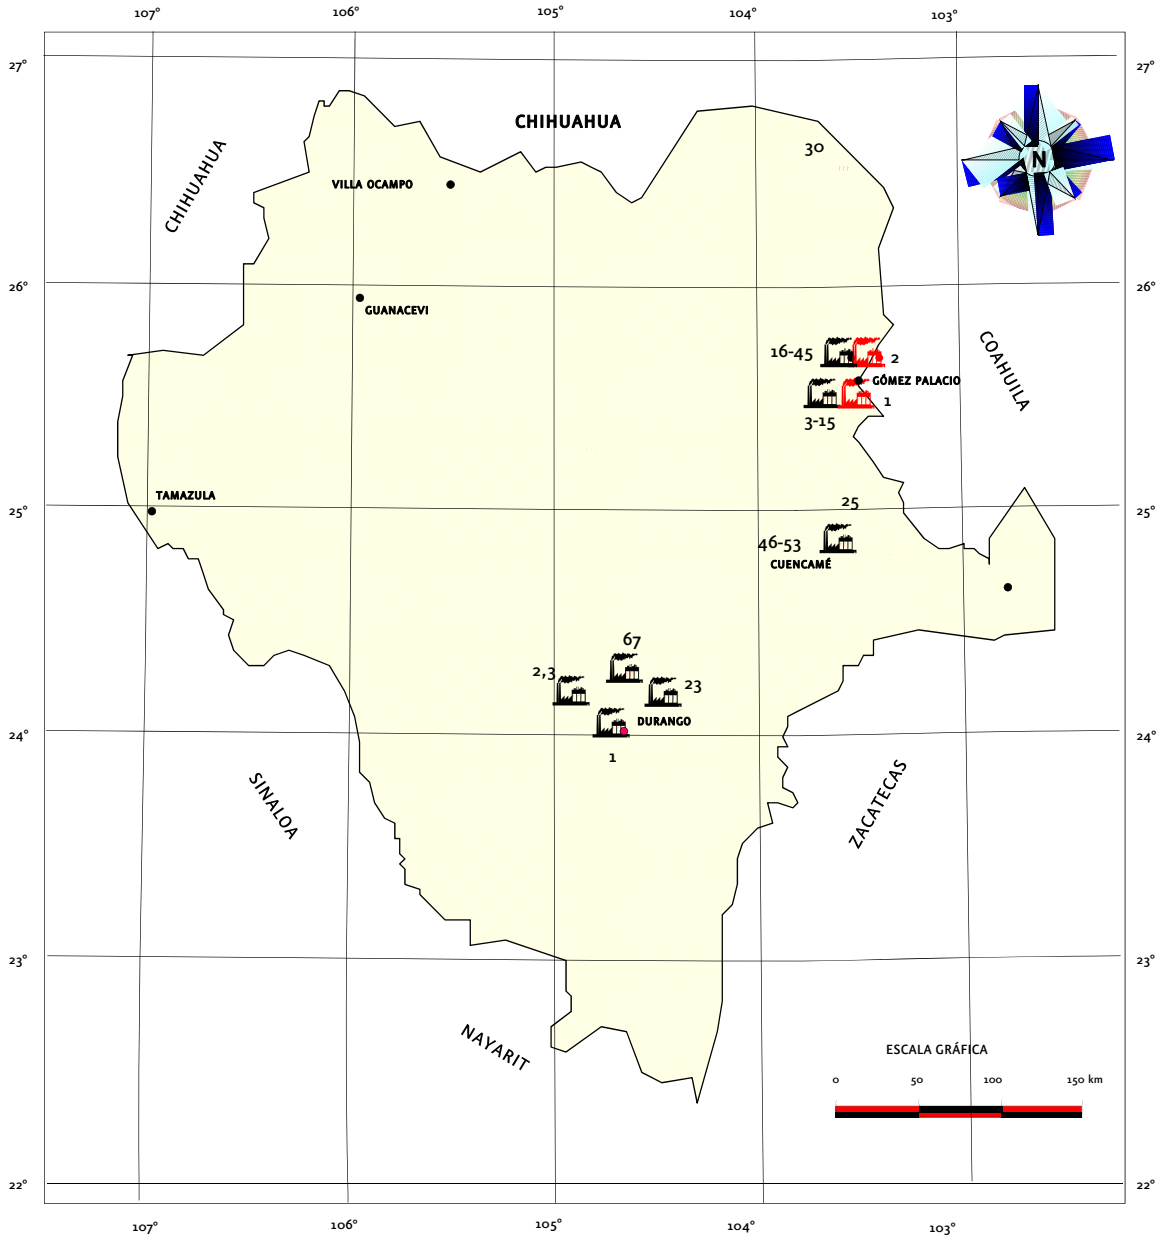 107° 106° 105° 104° 103°
27° 27°
CHIHUAHUA
CHIHUAHUA
30
N
VILLA OCAMPO
26° 26°
GUANACEVI
COAHUILA
16-45
2
GÓMEZ PALACIO
1
3-15
TAMAZULA
25
25° 25°
46-53
CUENCAMÉ
67
2,3
23
DURANGO
24° 24°
1
SINALOA
ZACATECAS
23° 23°
NAYARIT
ESCALA GRÁFICA
0 50 100 150 km
22° 22°
107° 106° 105° 104° 103°